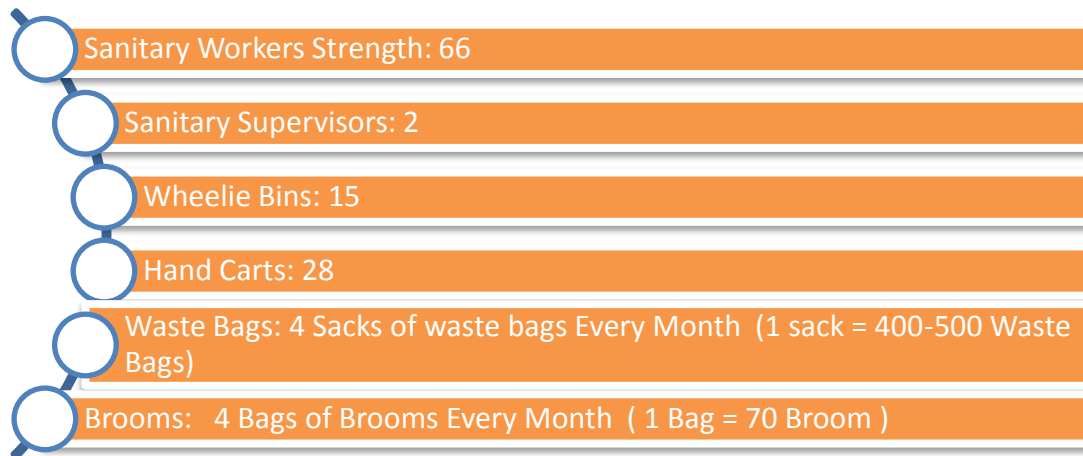 Sanitary Workers Strength: 66
Sanitary Supervisors: 2
Wheelie Bins: 15
Hand Carts: 28
Waste Bags: 4 Sacks of waste bags Every Month  (1 sack = 400-500 Waste
Bags)
Brooms:   4 Bags of Brooms Every Month  ( 1 Bag = 70 Broom )